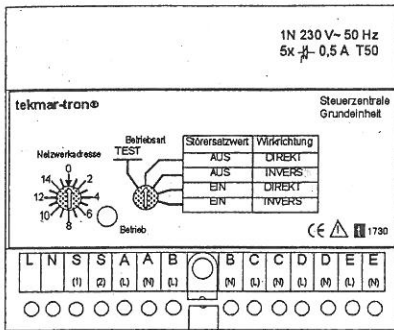 1N 230 V~ 50 Hz
5x 0,5 A T50
tekmar-tron®
Steuerzentrale
Grundeinheit
Netzwerkadresse
0
14 2
12 4
10 6
8
Betrieb
Betriebsart
TEST
Störersatzwert Wirkrichtung
AUS DIREKT
AUS INVERS
EIN DIREKT
EIN INVERS
CE 1730
L N S S A A B B C C D D E E
(1) (2) (L) (N) (L) (N) (L) (N) (L) (N) (L) (N)